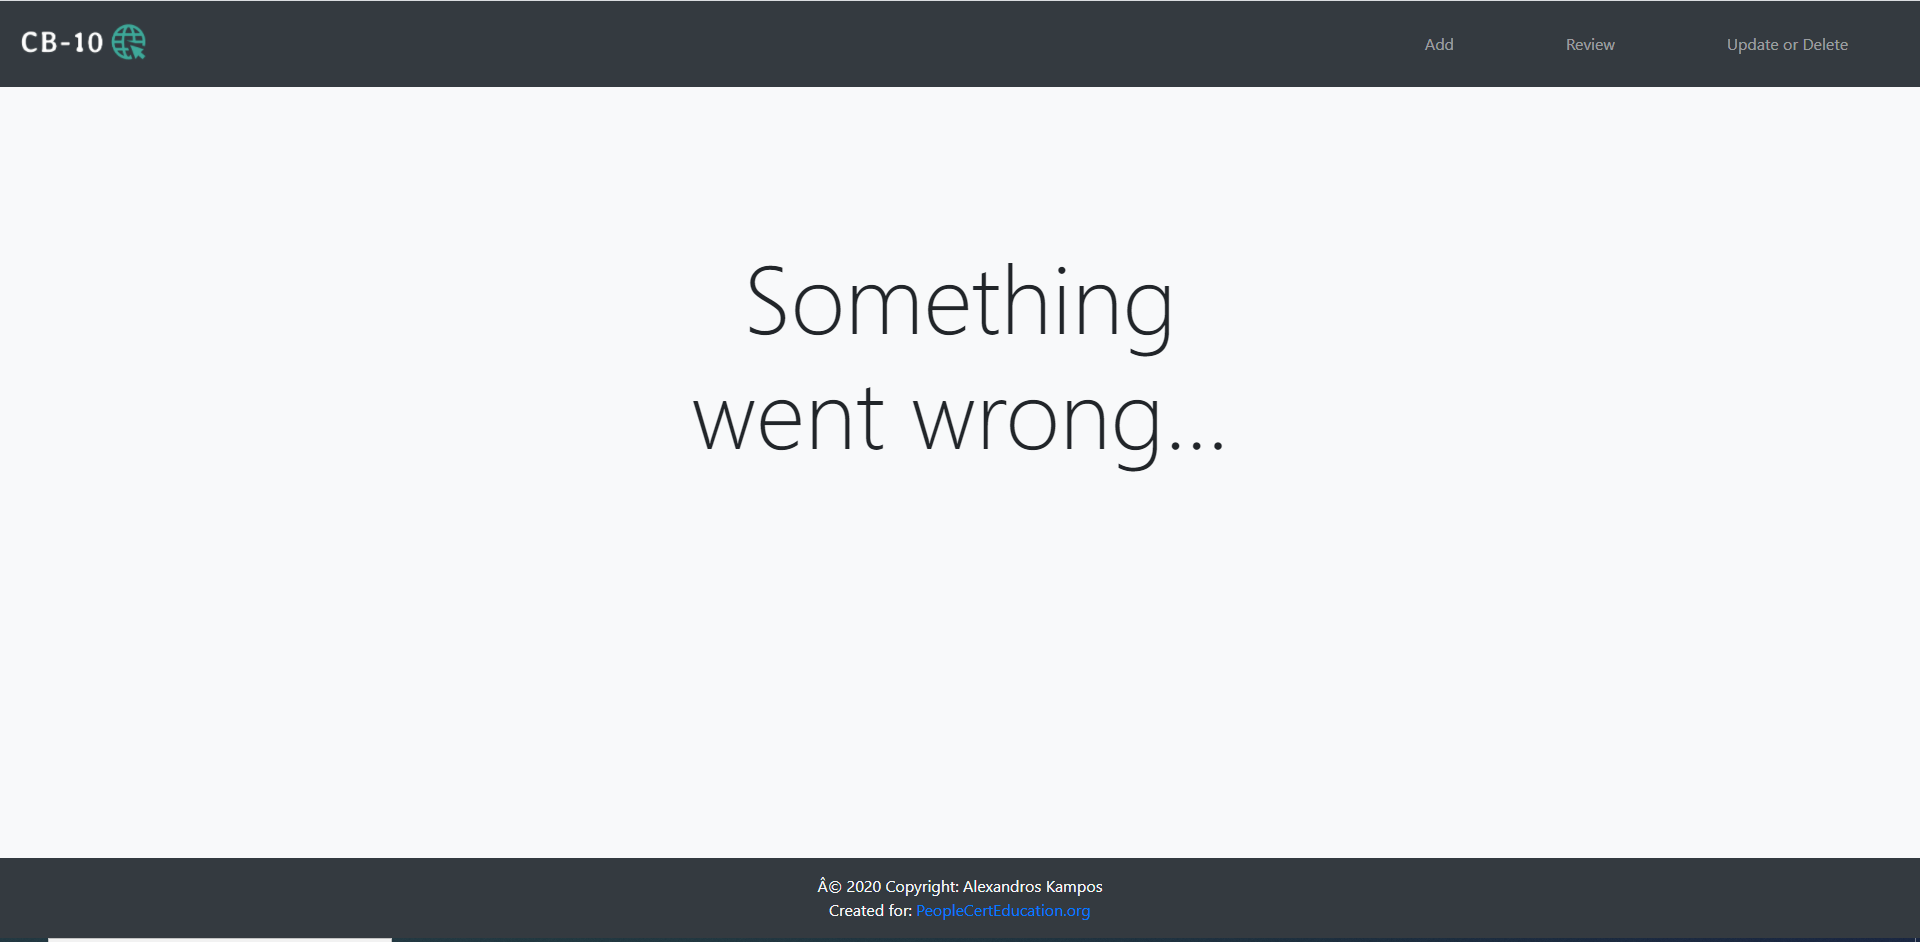 CB-10
Add
Review
Update or Delete
Something
went wrong...
Â© 2020 Copyright: Alexandros Kampos
Created for: PeopleCertEducation.org